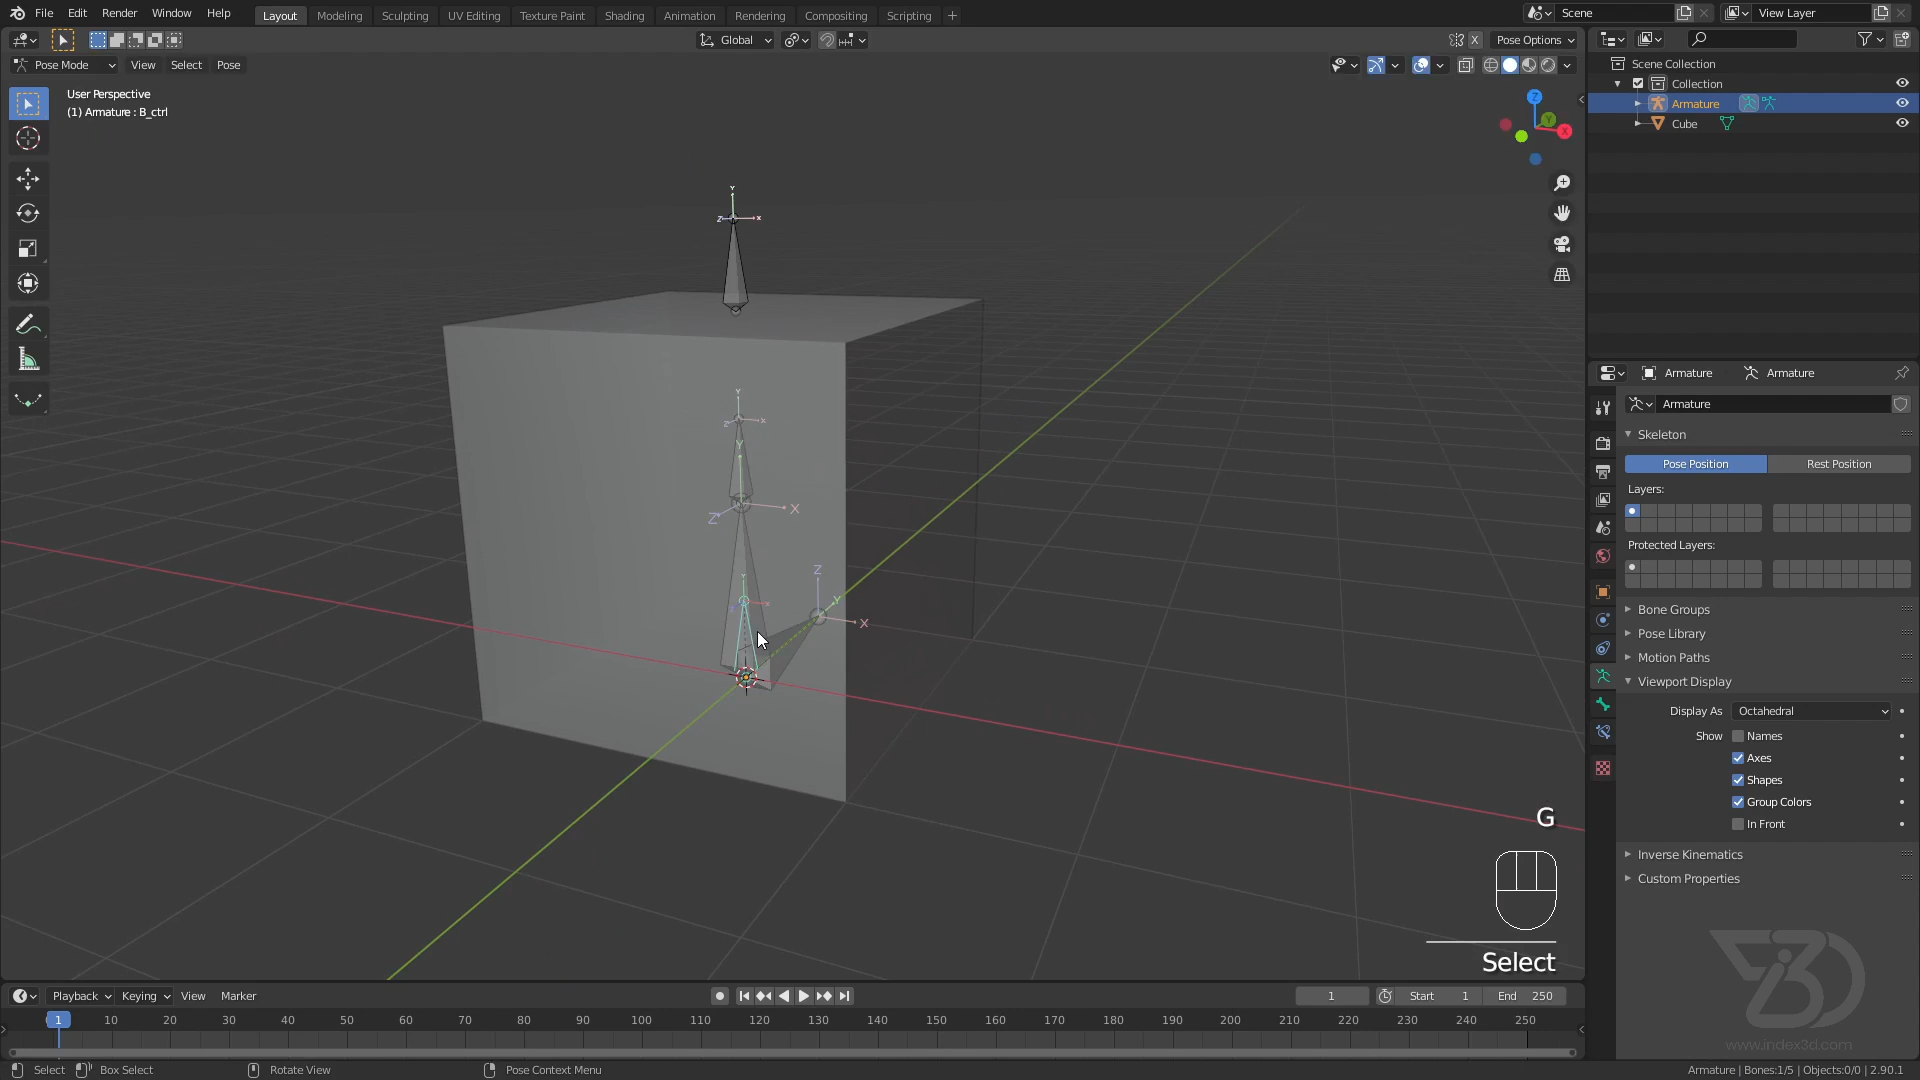 File Edit Render Window Help Layout Modeling Sculpting UV Editing Texture Paint Shading Animation Rendering Compositing Scripting + Scene View Layer
Global X Pose Options
Pose Mode View Select Pose
User Perspective
(1) Armature : B_ctrl
Scene Collection
Collection
Armature
Cube
Z
Y
X
Y
Z
X
Y
Z
X
Y
X
Z
Y
X
Z
Y
X
Armature Armature
Armature
Skeleton
Pose Position Rest Position
Layers:
Protected Layers:
Bone Groups
Pose Library
Motion Paths
Viewport Display
Display As Octahedral
Show Names
Axes
Shapes
Group Colors
In Front
Inverse Kinematics
Custom Properties
G
Select
www.index3d.com
Playback Keying View Marker 1 Start 1 End 250
1 10 20 30 40 50 60 70 80 90 100 110 120 130 140 150 160 170 180 190 200 210 220 230 240 250
Select Box Select Rotate View Pose Context Menu Armature | Bones:1/5 | Objects:0/0 | 2.90.1